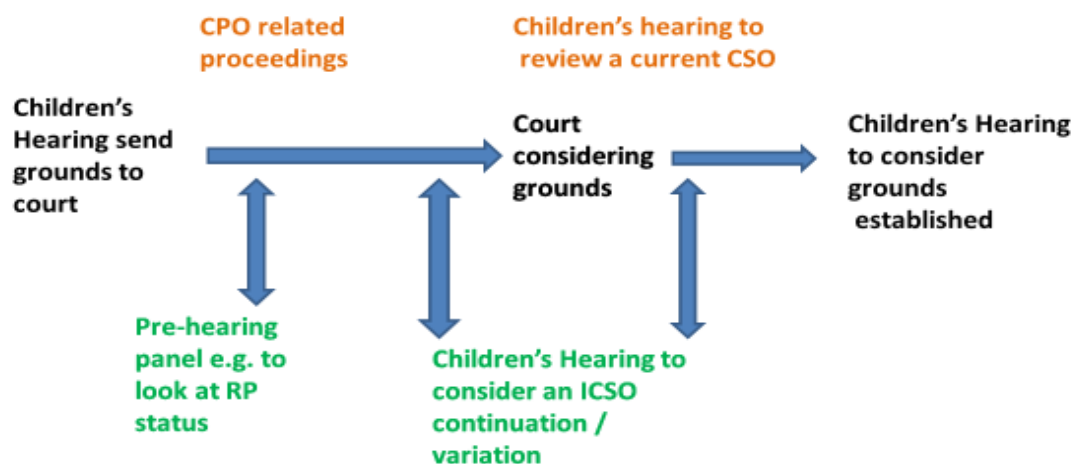 CPO related
proceedings
Children's hearing to
review a current CSO
Children's
Hearing send
grounds to
court
Court
considering
grounds
Children's Hearing
to consider
grounds
established
Pre-hearing
panel e.g. to
look at RP
status
Children's Hearing to
consider an ICSO
continuation /
variation